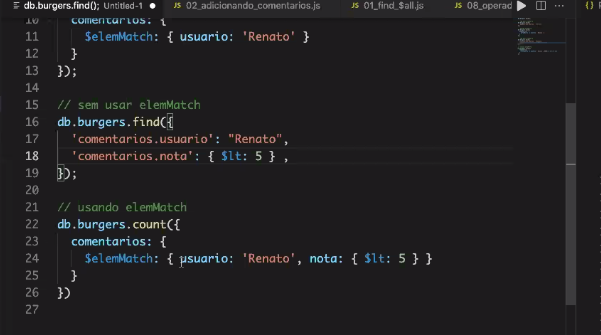 db.burgers.find(); Untitled-1
JS 02_adicionando_comentarios.js
JS 01_find_$all.js
JS 08_operad
10 comentarios: {
11 $elemMatch: { usuario: 'Renato' }
12 }
13 });
14
15 // sem usar elemMatch
16 db.burgers.find({
17 'comentarios.usuario': "Renato",
18 'comentarios.nota': { $lt: 5 } ,
19 });
20
21 // usando elemMatch
22 db.burgers.count({
23 comentarios: {
24 $elemMatch: { usuario: 'Renato', nota: { $lt: 5 } }
25 }
26 })
27